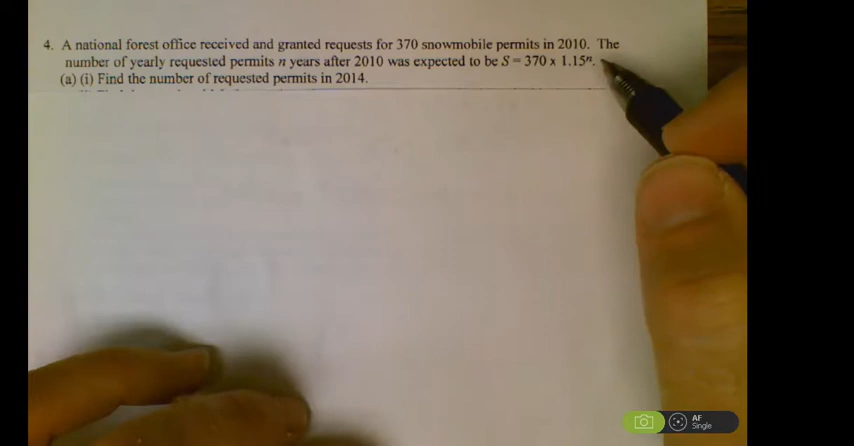 4. A national forest office received and granted requests for 370 snowmobile permits in 2010. The
number of yearly requested permits n years after 2010 was expected to be S = 370 x 1.15ⁿ.
(a) (i) Find the number of requested permits in 2014.
AF
Single